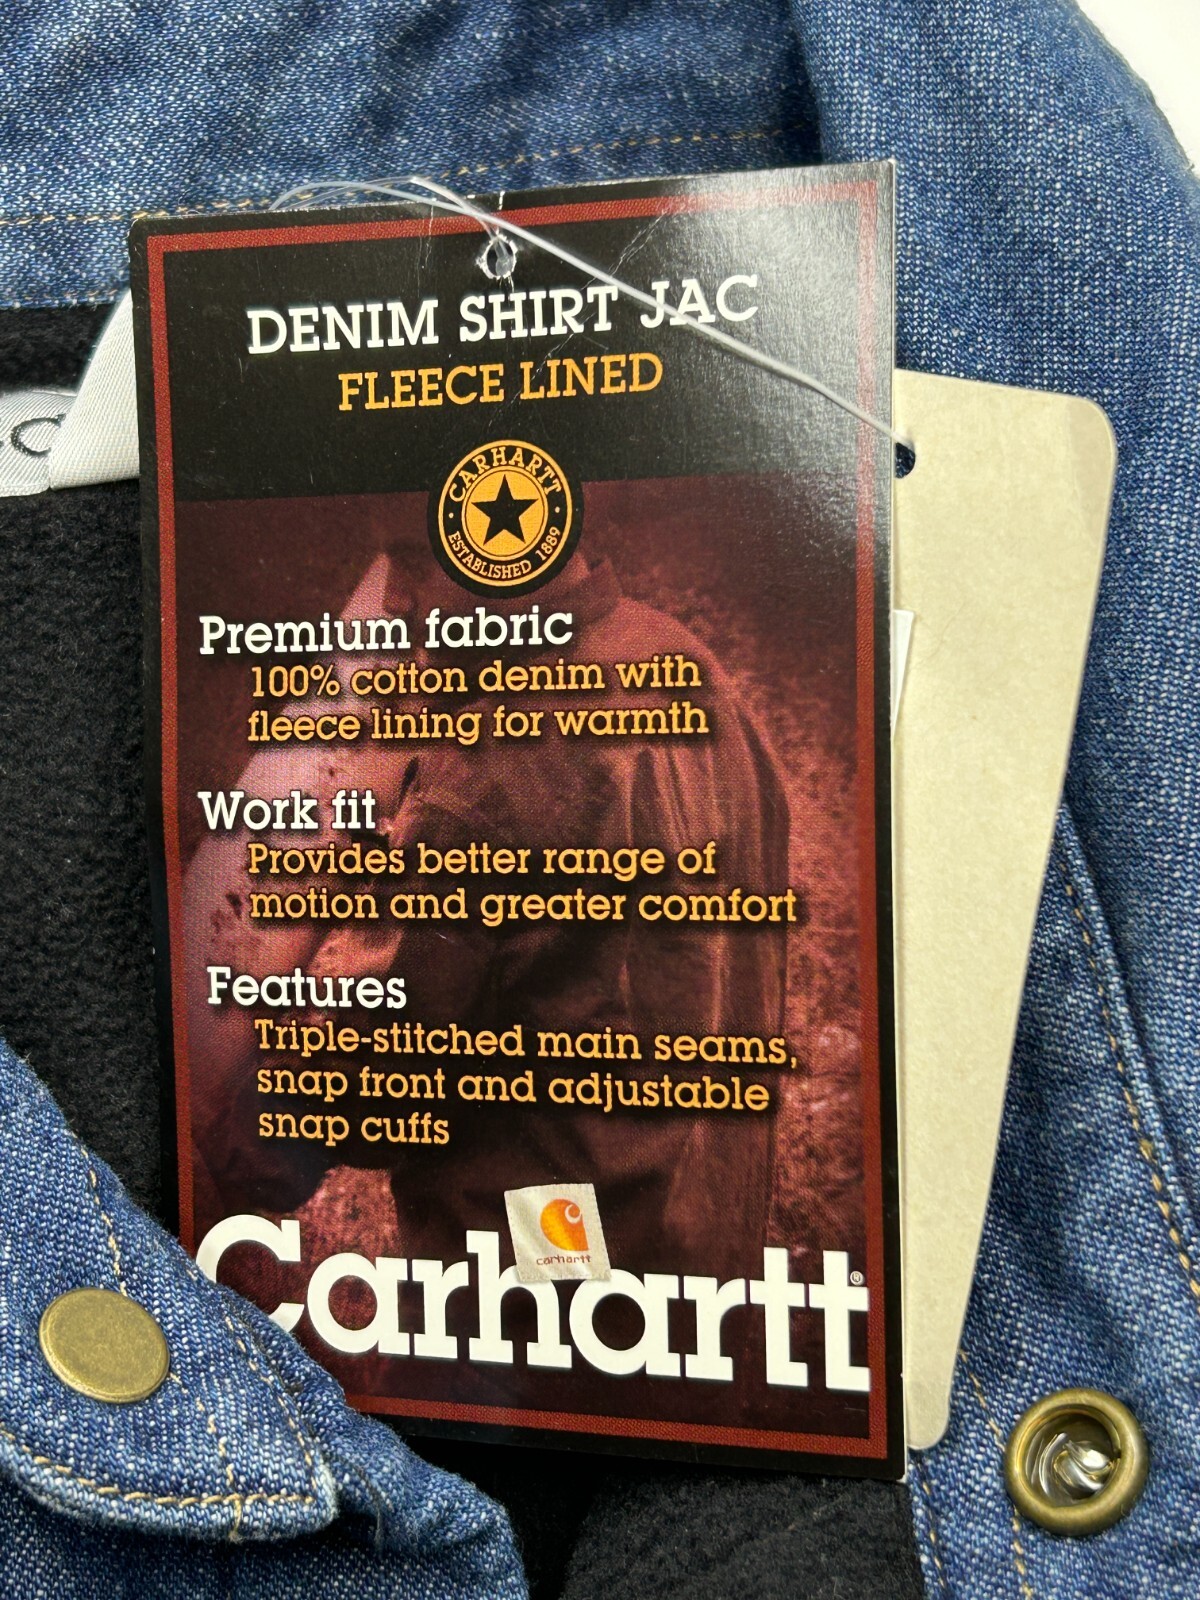 DENIM SHIRT JAC
FLEECE LINED
CARHARTT
ESTABLISHED 1889
Premium fabric
100% cotton denim with
fleece lining for warmth
Work fit
Provides better range of
motion and greater comfort
Features
Triple-stitched main seams,
snap front and adjustable
snap cuffs
carhartt
Carhartt®